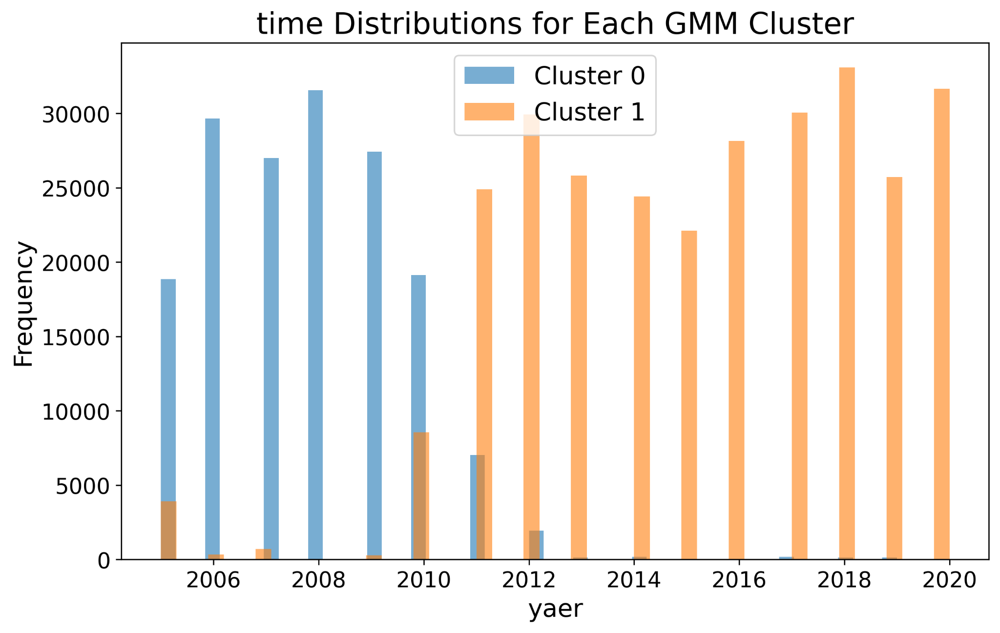 time Distributions for Each GMM Cluster
Cluster 0
Cluster 1
Frequency
30000
25000
20000
15000
10000
5000
0
2006 2008 2010 2012 2014 2016 2018 2020
yaer